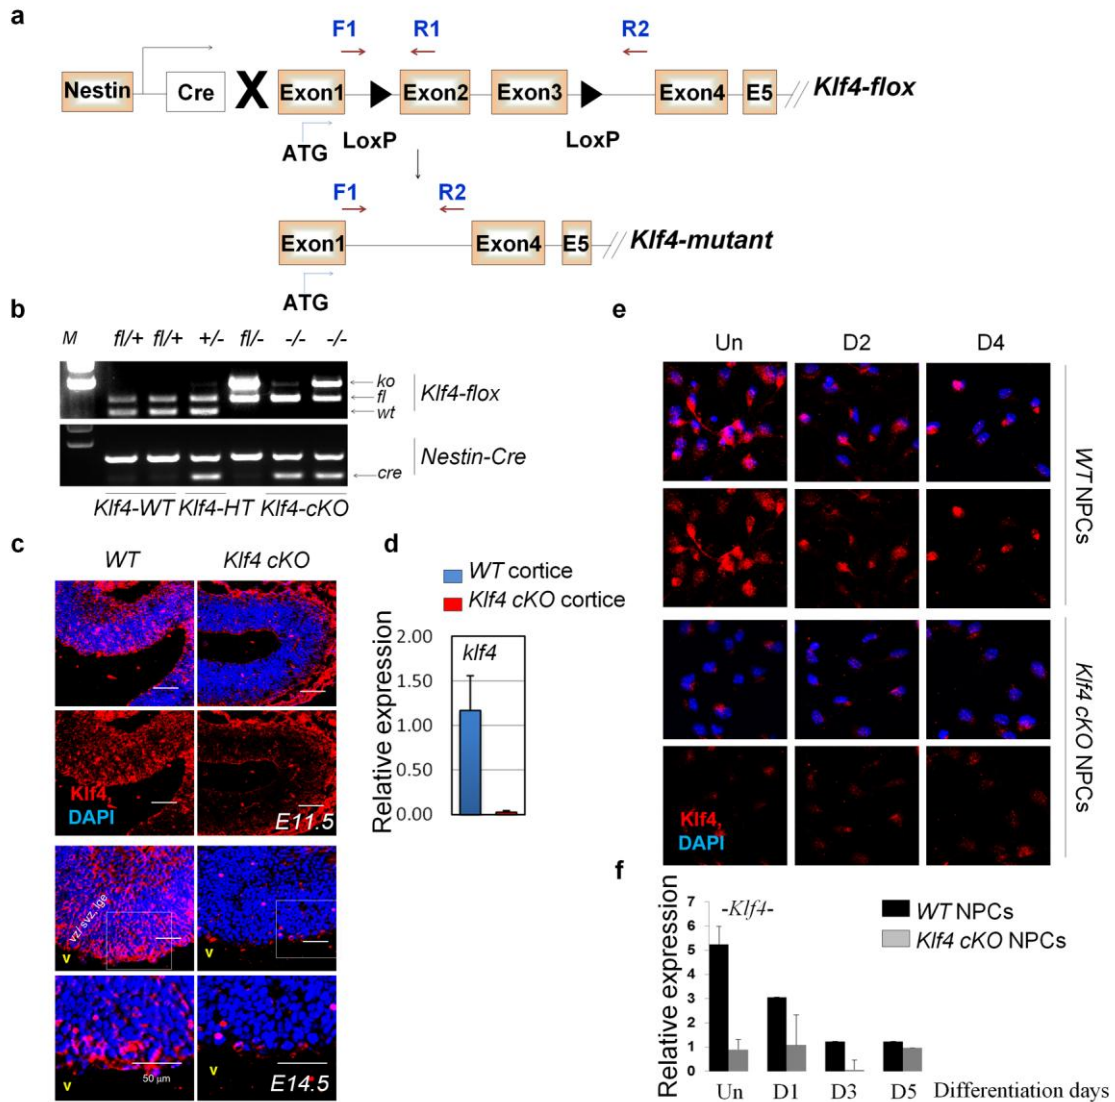 a
F1 R1 R2
Nestin Cre X Exon1 Exon2 Exon3 Exon4 E5 Klf4-flox
ATG LoxP LoxP
F1 R2
Exon1 Exon4 E5 Klf4-mutant
ATG
b
M fl/+ fl/+ +/- fl/- -/- -/-
ko
fl
wt
Klf4-flox
cre
Nestin-Cre
Klf4-WT Klf4-HT Klf4-cKO
c
WT Klf4 cKO
Klf4,
DAPI
E11.5
vz/ svz, lge
v
v
v
50 μm
v
E14.5
d
WT cortice
Klf4 cKO cortice
klf4
Relative expression
2.00
1.50
1.00
0.50
0.00
e
Un D2 D4
WT NPCs
Klf4 cKO NPCs
Klf4,
DAPI
f
-Klf4-
WT NPCs
Klf4 cKO NPCs
Relative expression
7
6
5
4
3
2
1
0
Un D1 D3 D5 Differentiation days